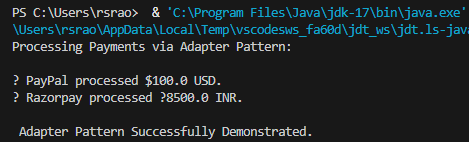 PS C:\Users\rsrao>  & 'C:\Program Files\Java\jdk-17\bin\java.exe'
\Users\rsrao\AppData\Local\Temp\vscodesws_fa60d\jdt_ws\jdt.ls-java
Processing Payments via Adapter Pattern:
? PayPal processed $100.0 USD.
? Razorpay processed ?8500.0 INR.
Adapter Pattern Successfully Demonstrated.